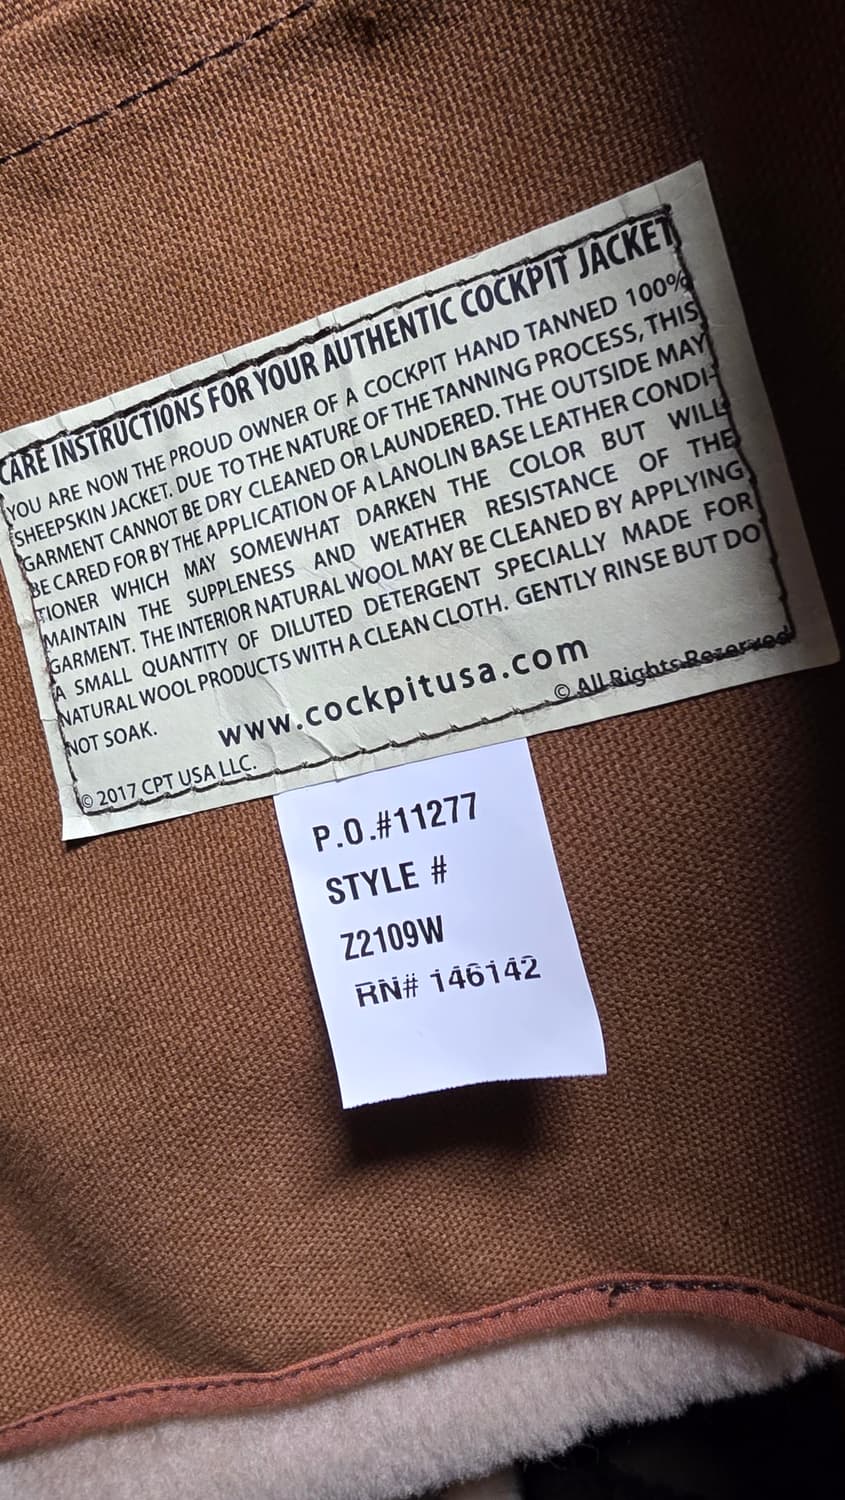 CARE INSTRUCTIONS FOR YOUR AUTHENTIC COCKPIT JACKET
YOU ARE NOW THE PROUD OWNER OF A COCKPIT HAND TANNED 100%
SHEEPSKIN JACKET. DUE TO THE NATURE OF THE TANNING PROCESS, THIS
GARMENT CANNOT BE DRY CLEANED OR LAUNDERED. THE OUTSIDE MAY
BE CARED FOR BY THE APPLICATION OF A LANOLIN BASE LEATHER CONDI-
TIONER WHICH MAY SOMEWHAT DARKEN THE COLOR BUT WILL
MAINTAIN THE SUPPLENESS AND WEATHER RESISTANCE OF THE
GARMENT. THE INTERIOR NATURAL WOOL MAY BE CLEANED BY APPLYING
A SMALL QUANTITY OF DILUTED DETERGENT SPECIALLY MADE FOR
NATURAL WOOL PRODUCTS WITH A CLEAN CLOTH. GENTLY RINSE BUT DO
NOT SOAK.
www.cockpitusa.com
© 2017 CPT USA LLC.
© All Rights Rezerved
P.O.#11277
STYLE #
Z2109W
RN# 146142